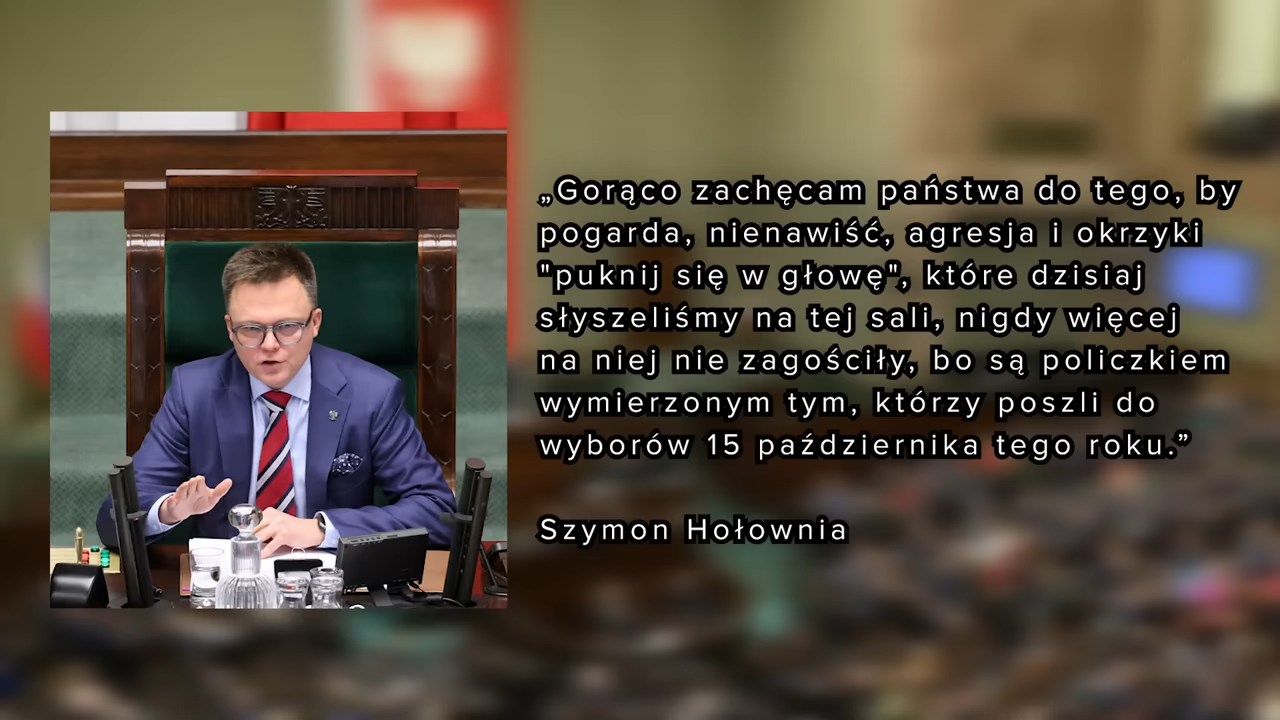 „Gorąco zachęcam państwa do tego, by
pogarda, nienawiść, agresja i okrzyki
"puknij się w głowę", które dzisiaj
słyszeliśmy na tej sali, nigdy więcej
na niej nie zagościły, bo są policzkiem
wymierzonym tym, którzy poszli do
wyborów 15 października tego roku.”
Szymon Hołownia